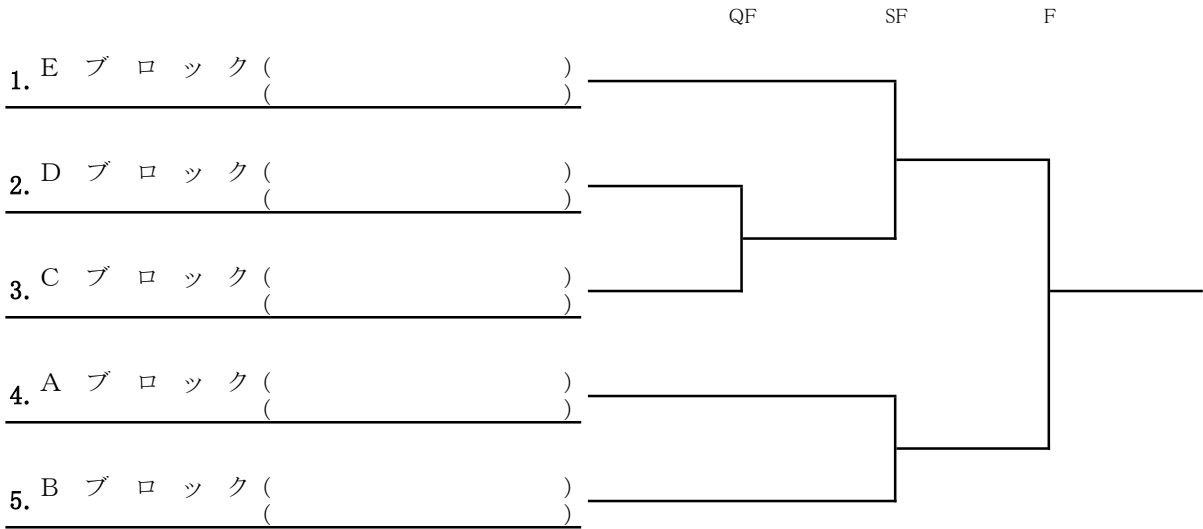 QF SF F
1. E ブロック( )
( )
2. D ブロック( )
( )
3. C ブロック( )
( )
4. A ブロック( )
( )
5. B ブロック( )
( )